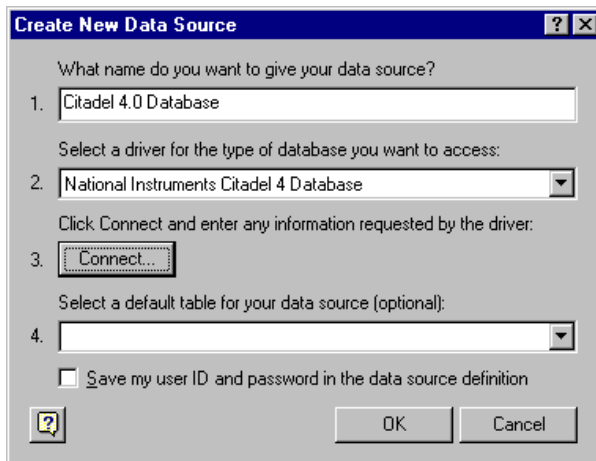 Create New Data Source
What name do you want to give your data source?
1. Citadel 4.0 Database
Select a driver for the type of database you want to access:
2. National Instruments Citadel 4 Database
Click Connect and enter any information requested by the driver:
3. Connect...
Select a default table for your data source (optional):
4.
Save my user ID and password in the data source definition
OK Cancel